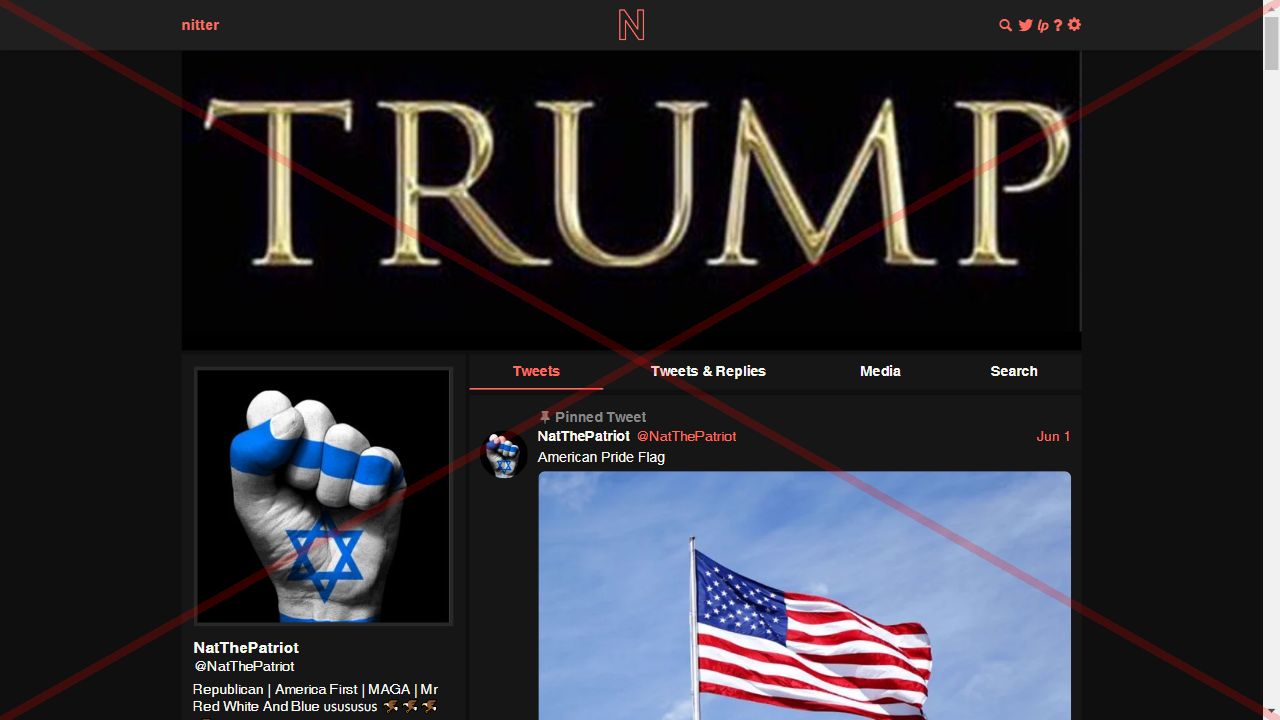 nitter
N
lp ?
TRUMP
Tweets Tweets & Replies Media Search
Pinned Tweet
NatThePatriot @NatThePatriot Jun 1
American Pride Flag
NatThePatriot
@NatThePatriot
Republican | America First | MAGA | Mr
Red White And Blue usususus